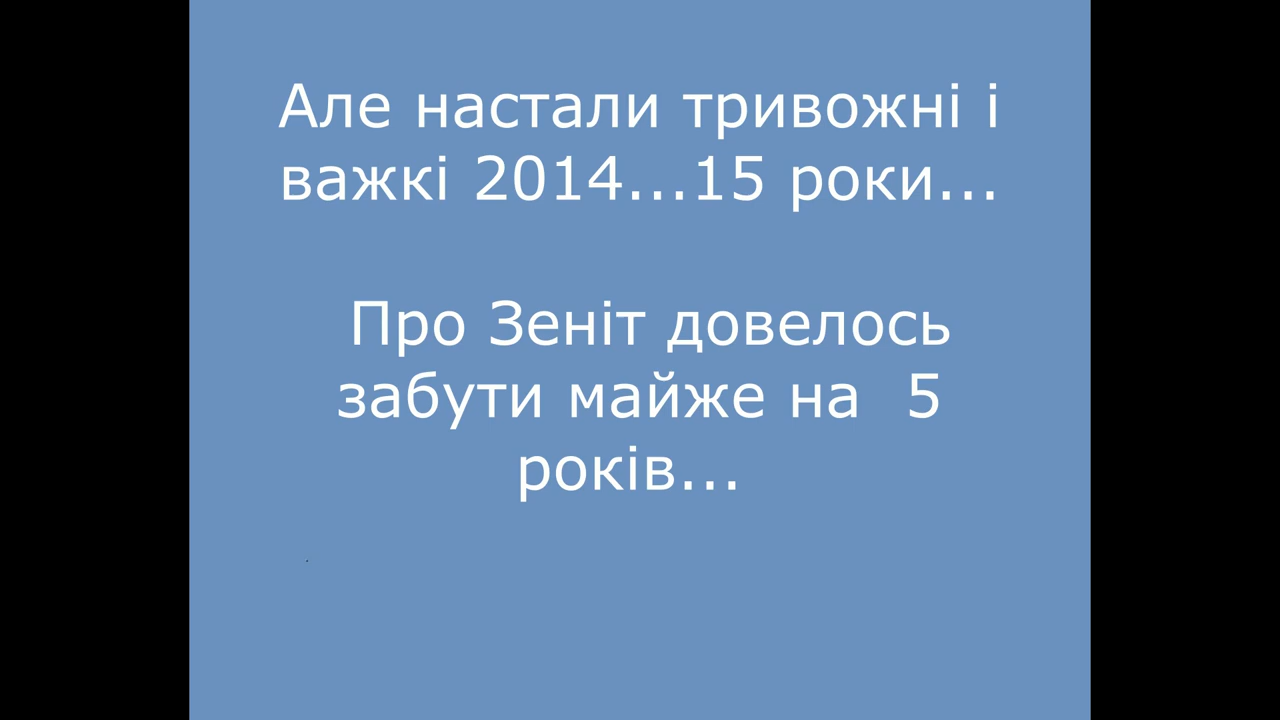 Але настали тривожні і
важкі 2014...15 роки...
Про Зеніт довелось
забути майже на 5
років...